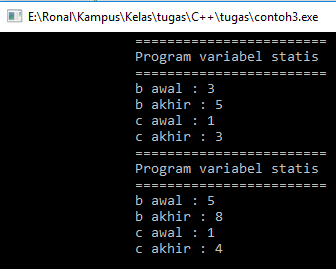 E:\Ronal\Kampus\Kelas\tugas\C++\tugas\contoh3.exe
========================
Program variabel statis
========================
b awal : 3
b akhir : 5
c awal : 1
c akhir : 3
========================
Program variabel statis
========================
b awal : 5
b akhir : 8
c awal : 1
c akhir : 4